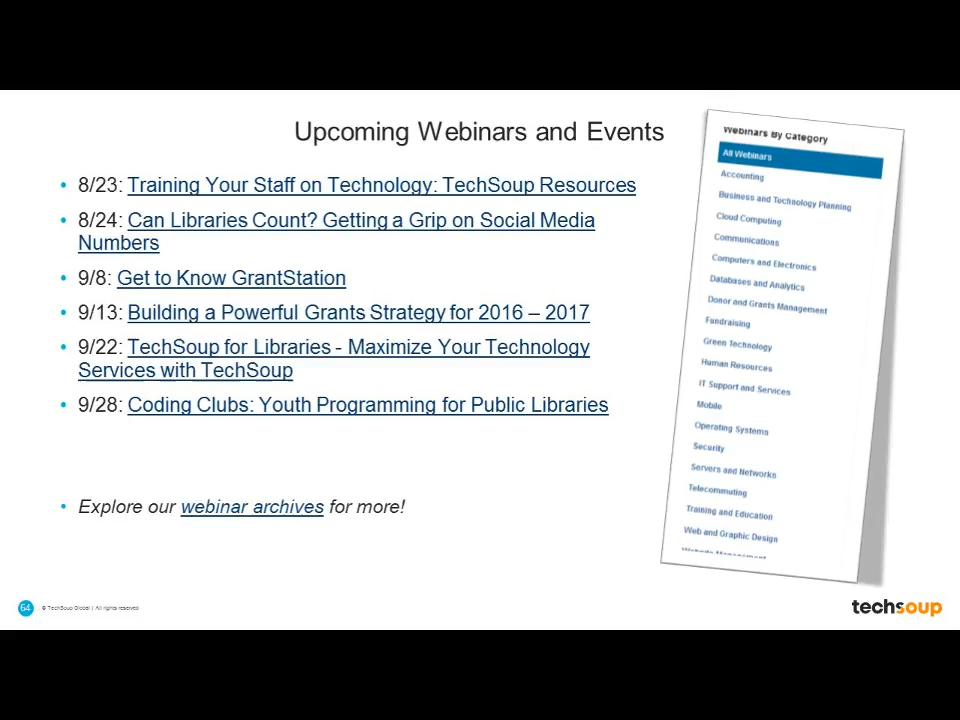 Upcoming Webinars and Events
• 8/23: Training Your Staff on Technology: TechSoup Resources
• 8/24: Can Libraries Count? Getting a Grip on Social Media
Numbers
• 9/8: Get to Know GrantStation
• 9/13: Building a Powerful Grants Strategy for 2016 – 2017
• 9/22: TechSoup for Libraries - Maximize Your Technology
Services with TechSoup
• 9/28: Coding Clubs: Youth Programming for Public Libraries
• Explore our webinar archives for more!
Webinars By Category
All Webinars
Accounting
Business and Technology Planning
Cloud Computing
Communications
Computers and Electronics
Databases and Analytics
Donor and Grants Management
Fundraising
Green Technology
Human Resources
IT Support and Services
Mobile
Operating Systems
Security
Servers and Networks
Telecommuting
Training and Education
Web and Graphic Design
Website Management
64 © TechSoup Global | All rights reserved
techsoup